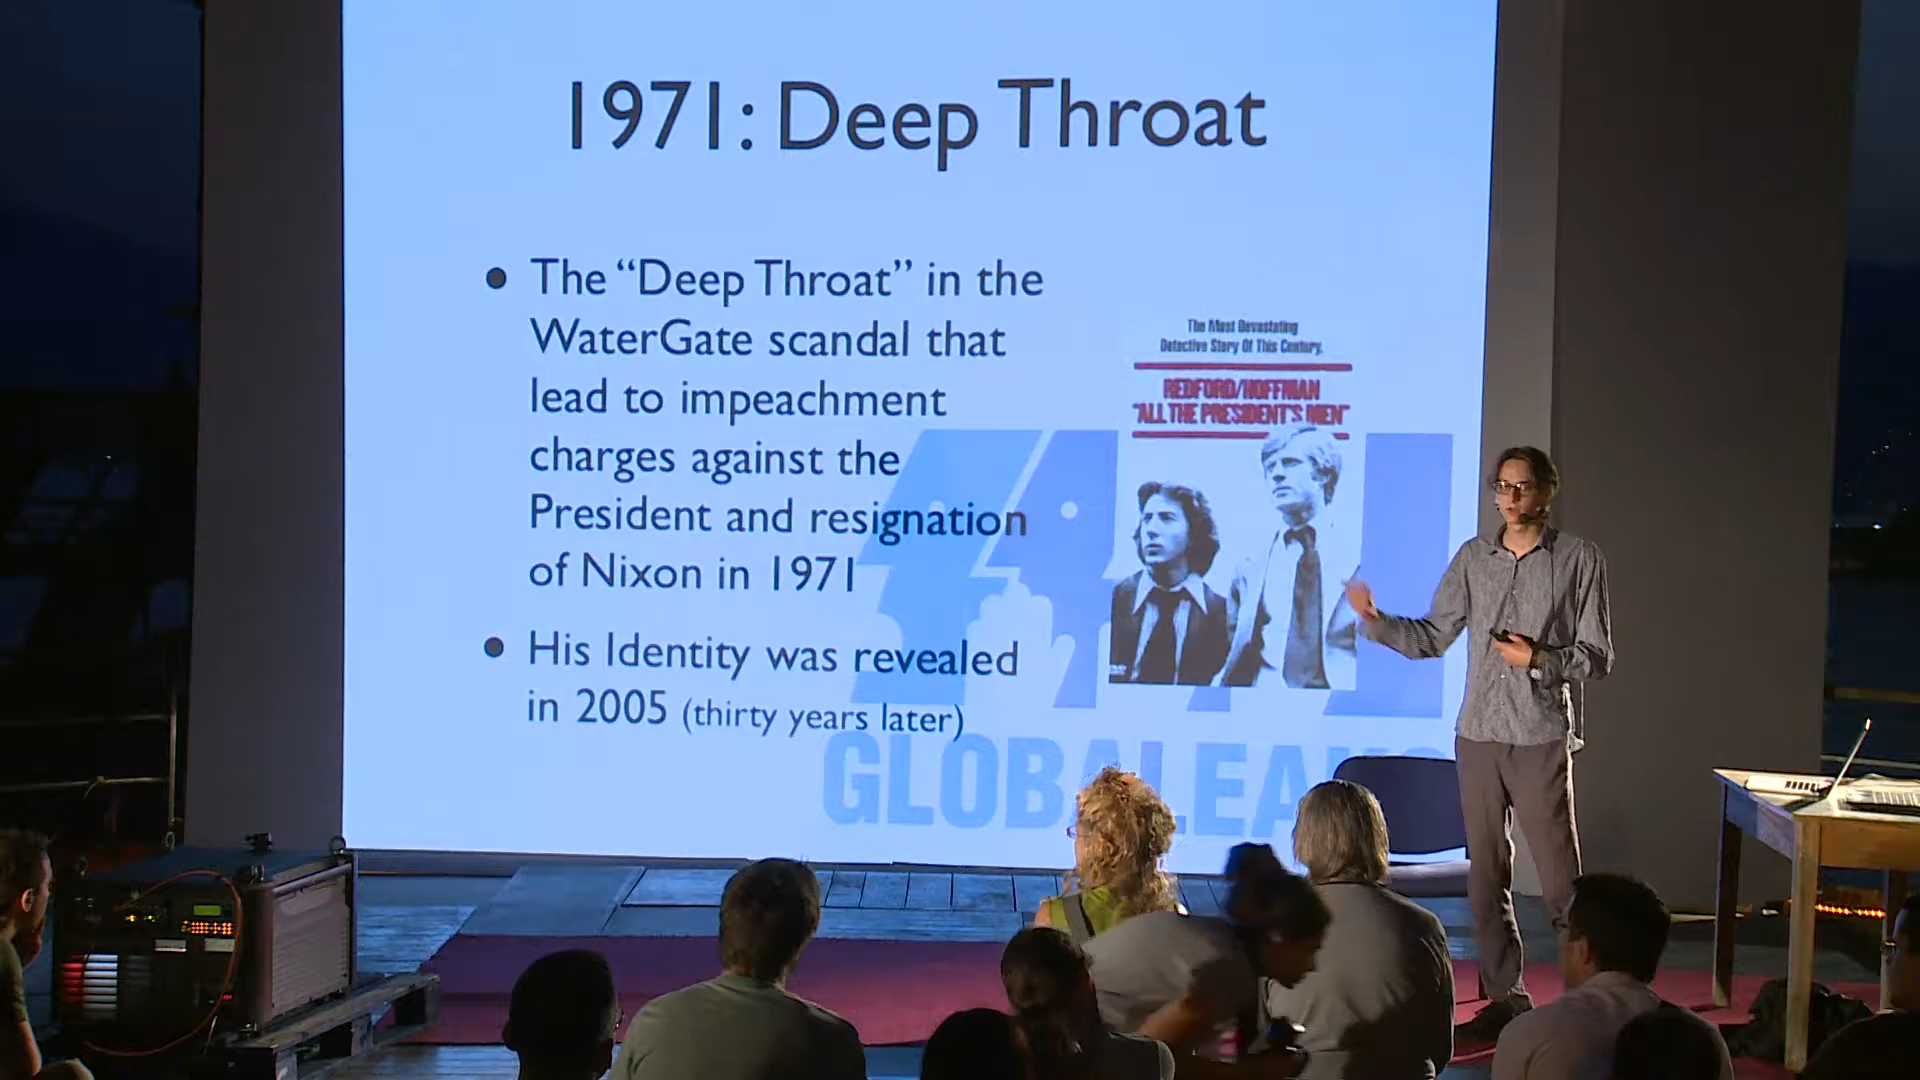 1971: Deep Throat
• The “Deep Throat” in the
WaterGate scandal that
lead to impeachment
charges against the
President and resignation
of Nixon in 1971
• His Identity was revealed
in 2005 (thirty years later)
The Most Devastating
Detective Story Of This Century.
REDFORD/HOFFMAN
"ALL THE PRESIDENT'S MEN"
GLOBALEAKS